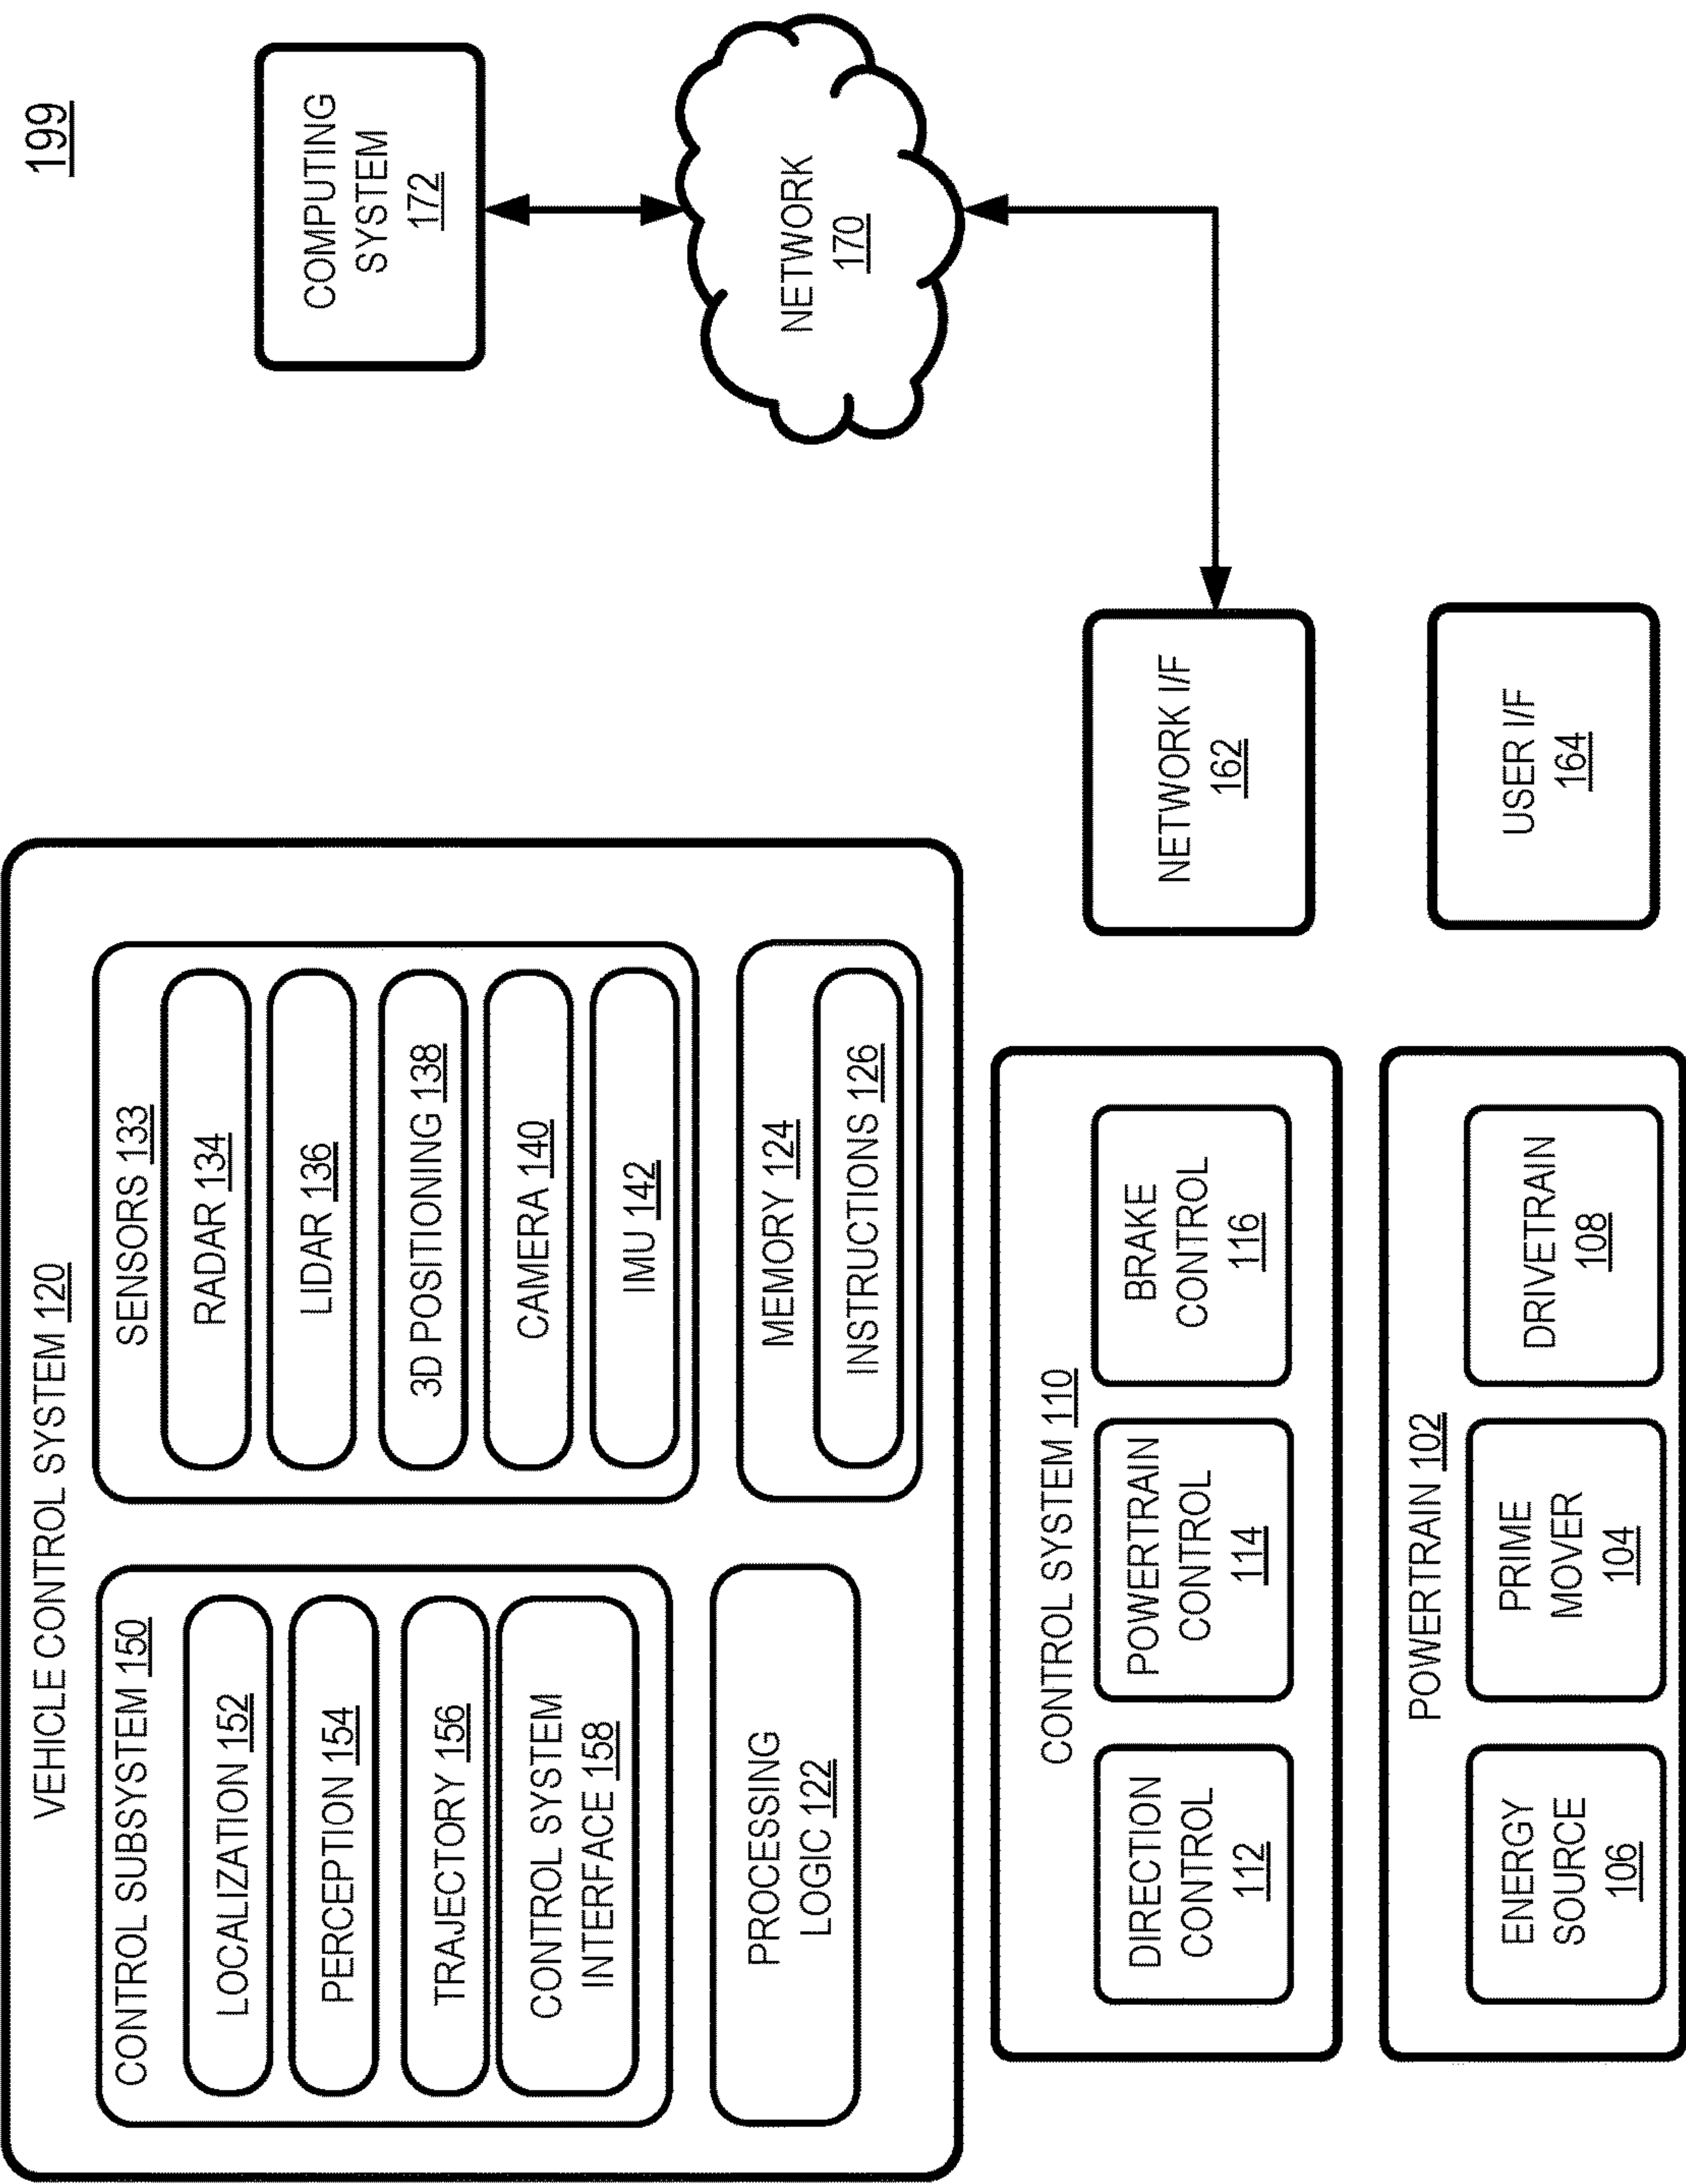 199
VEHICLE CONTROL SYSTEM 120
CONTROL SUBSYSTEM 150
LOCALIZATION 152
PERCEPTION 154
TRAJECTORY 156
CONTROL SYSTEM
INTERFACE 158
PROCESSING
LOGIC 122
SENSORS 133
RADAR 134
LIDAR 136
3D POSITIONING 138
CAMERA 140
IMU 142
MEMORY 124
INSTRUCTIONS 126
COMPUTING
SYSTEM
172
NETWORK
170
CONTROL SYSTEM 110
DIRECTION
CONTROL
112
POWERTRAIN
CONTROL
114
BRAKE
CONTROL
116
NETWORK I/F
162
POWERTRAIN 102
ENERGY
SOURCE
106
PRIME
MOVER
104
DRIVETRAIN
108
USER I/F
164